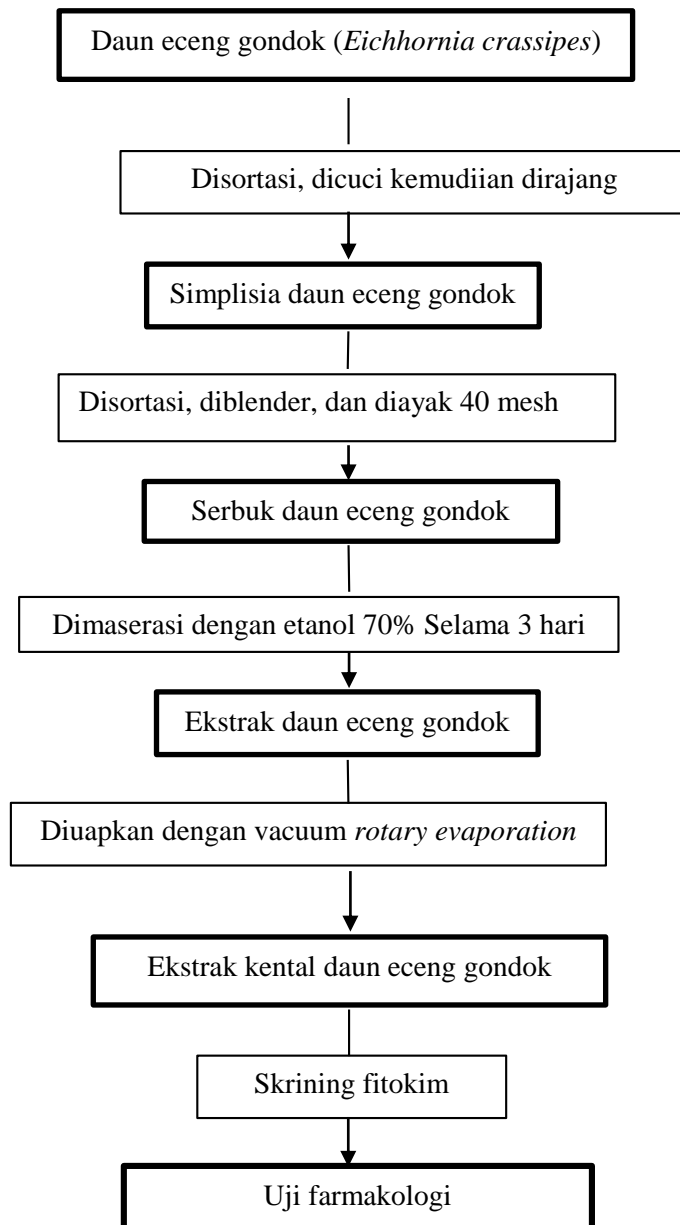 Daun eceng gondok (Eichhornia crassipes)
Disortasi, dicuci kemudiian dirajang
Simplisia daun eceng gondok
Disortasi, diblender, dan diayak 40 mesh
Serbuk daun eceng gondok
Dimaserasi dengan etanol 70% Selama 3 hari
Ekstrak daun eceng gondok
Diuapkan dengan vacuum rotary evaporation
Ekstrak kental daun eceng gondok
Skrining fitokim
Uji farmakologi